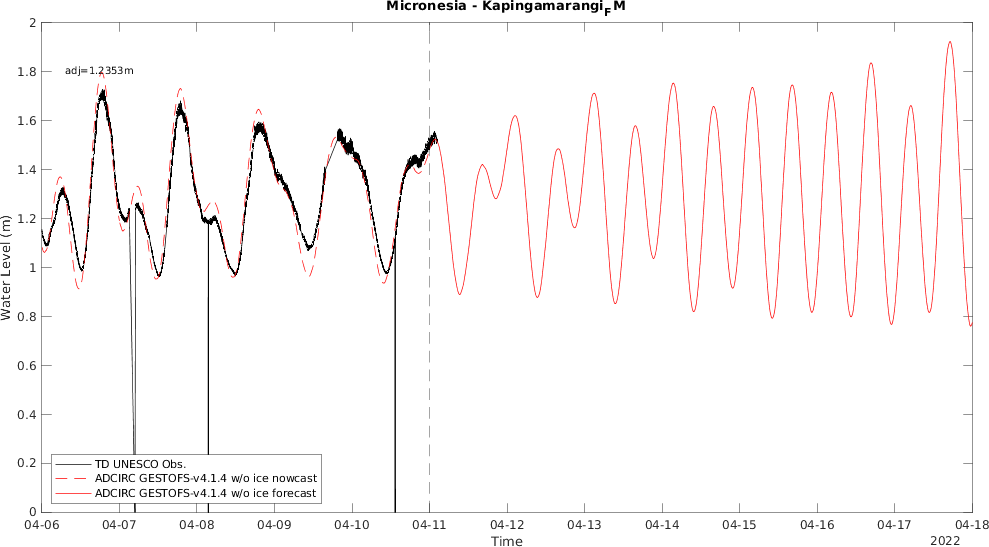 Micronesia - Kapingamarangi_FM
adj=1.2353m
Water Level (m)
2
1.8
1.6
1.4
1.2
1
0.8
0.6
0.4
0.2
0
TD UNESCO Obs.
ADCIRC GESTOFS-v4.1.4 w/o ice nowcast
ADCIRC GESTOFS-v4.1.4 w/o ice forecast
04-06 04-07 04-08 04-09 04-10 04-11 04-12 04-13 04-14 04-15 04-16 04-17 04-18
Time
2022